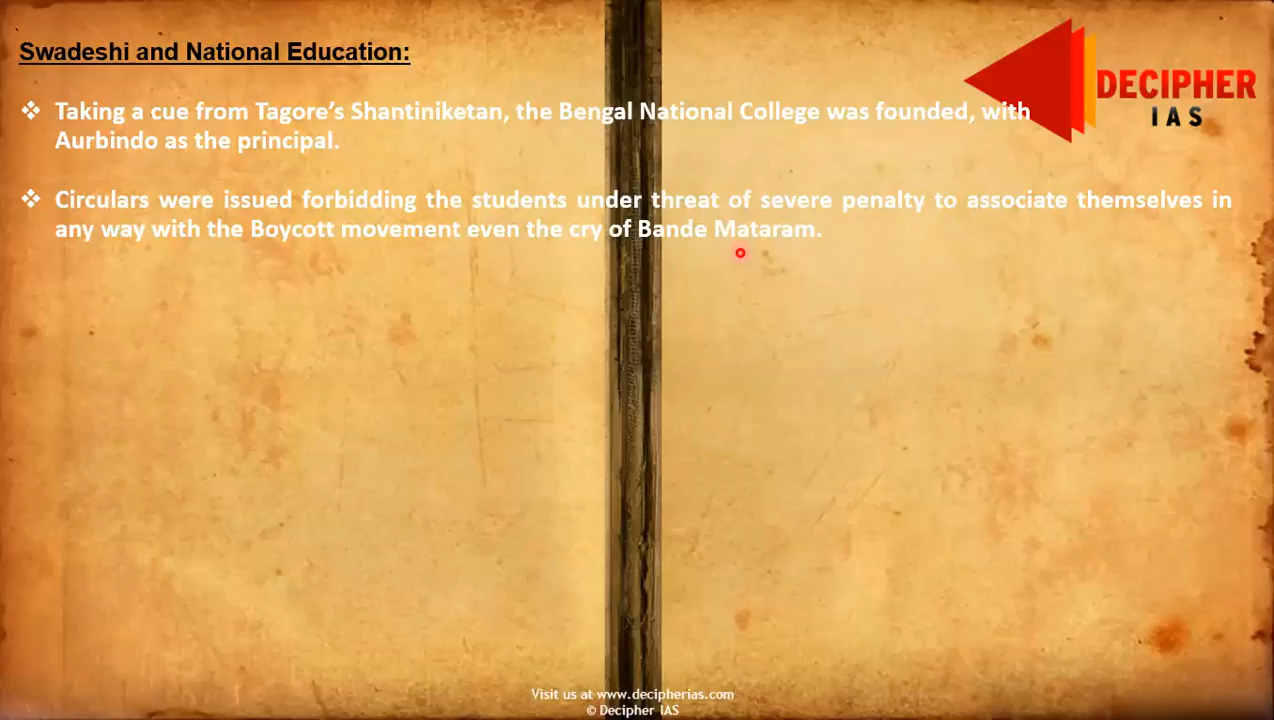 Swadeshi and National Education:
DECIPHER
IAS
❖ Taking a cue from Tagore’s Shantiniketan, the Bengal National College was founded, with
Aurbindo as the principal.
❖ Circulars were issued forbidding the students under threat of severe penalty to associate themselves in
any way with the Boycott movement even the cry of Bande Mataram.
Visit us at www.decipherias.com
© Decipher IAS